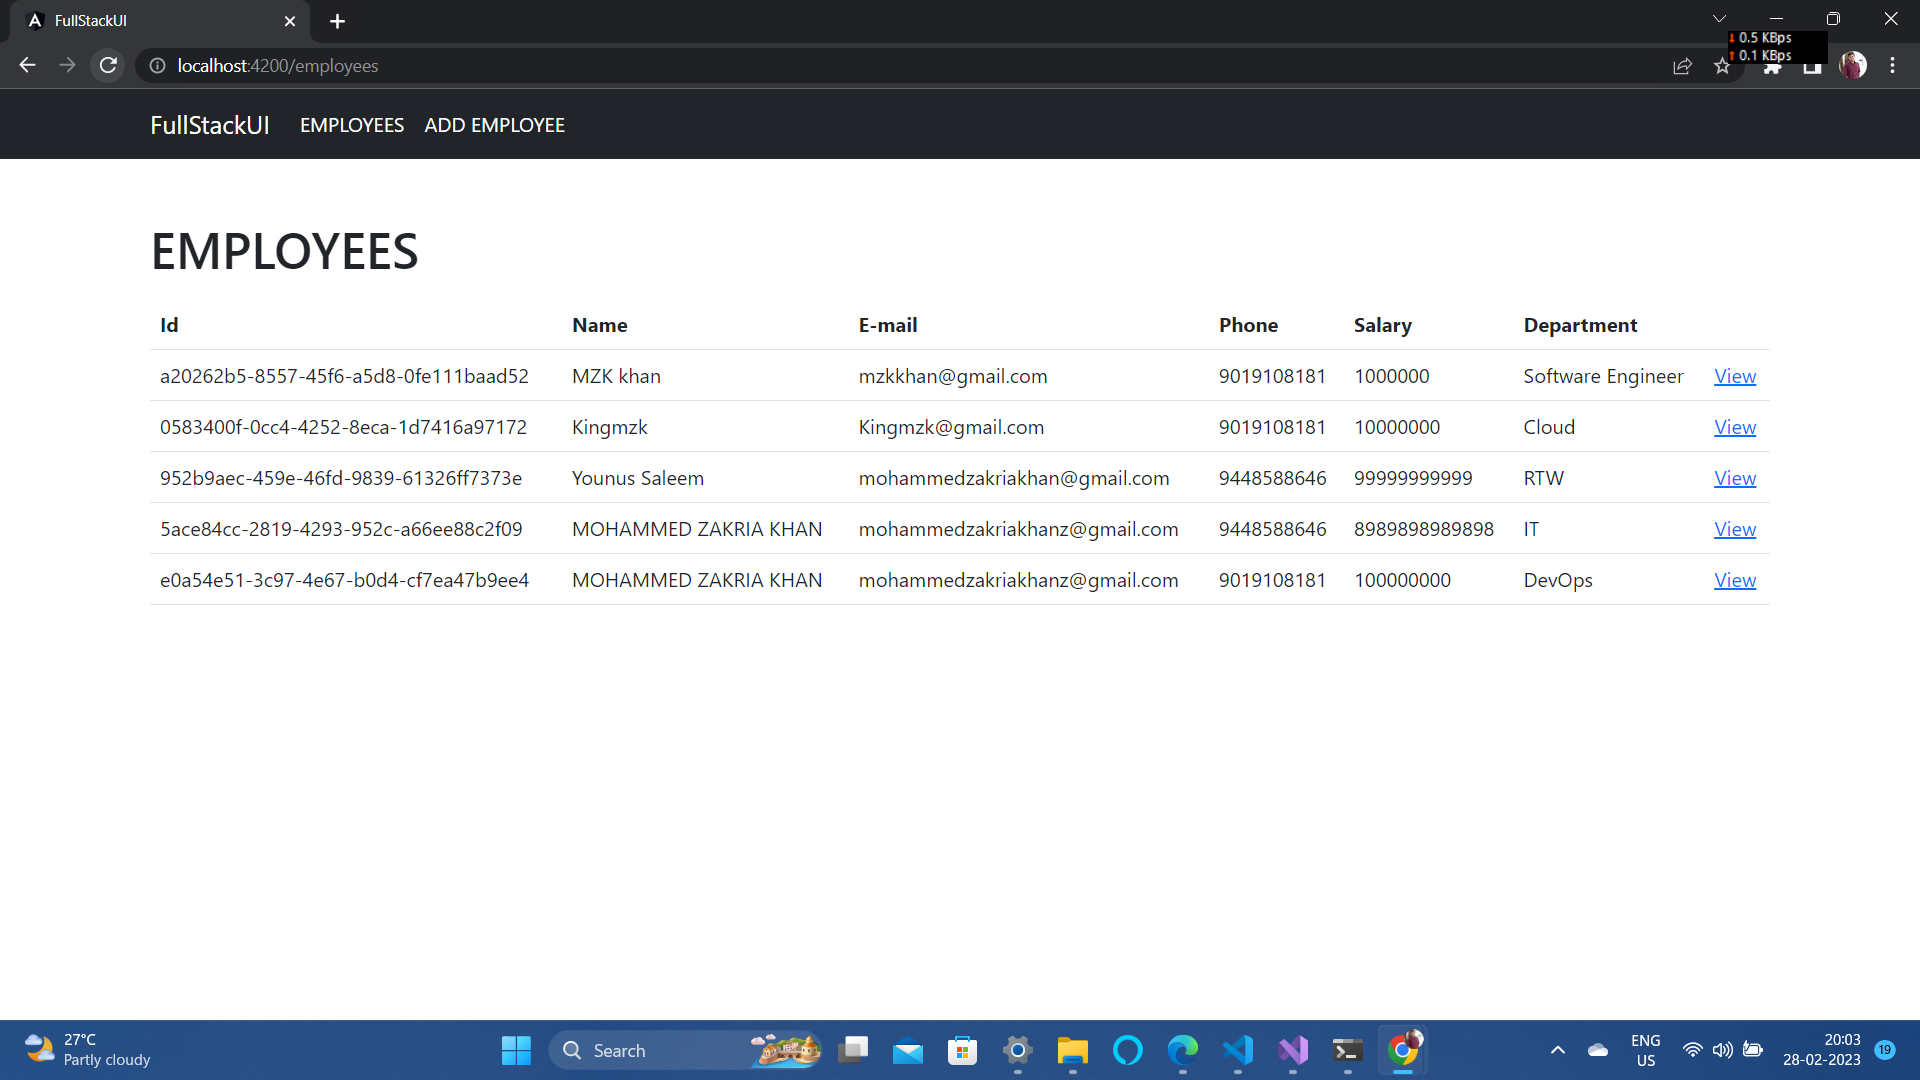 FullStackUI
0.5 KBps
0.1 KBps
localhost:4200/employees
FullStackUI EMPLOYEES ADD EMPLOYEE
EMPLOYEES
Id Name E-mail Phone Salary Department
a20262b5-8557-45f6-a5d8-0fe111baad52 MZK khan mzkkhan@gmail.com 9019108181 1000000 Software Engineer View
0583400f-0cc4-4252-8eca-1d7416a97172 Kingmzk Kingmzk@gmail.com 9019108181 10000000 Cloud View
952b9aec-459e-46fd-9839-61326ff7373e Younus Saleem mohammedzakriakhan@gmail.com 9448588646 99999999999 RTW View
5ace84cc-2819-4293-952c-a66ee88c2f09 MOHAMMED ZAKRIA KHAN mohammedzakriakhanz@gmail.com 9448588646 8989898989898 IT View
e0a54e51-3c97-4e67-b0d4-cf7ea47b9ee4 MOHAMMED ZAKRIA KHAN mohammedzakriakhanz@gmail.com 9019108181 100000000 DevOps View
27°C
Partly cloudy
Search
ENG
US
20:03
28-02-2023
19